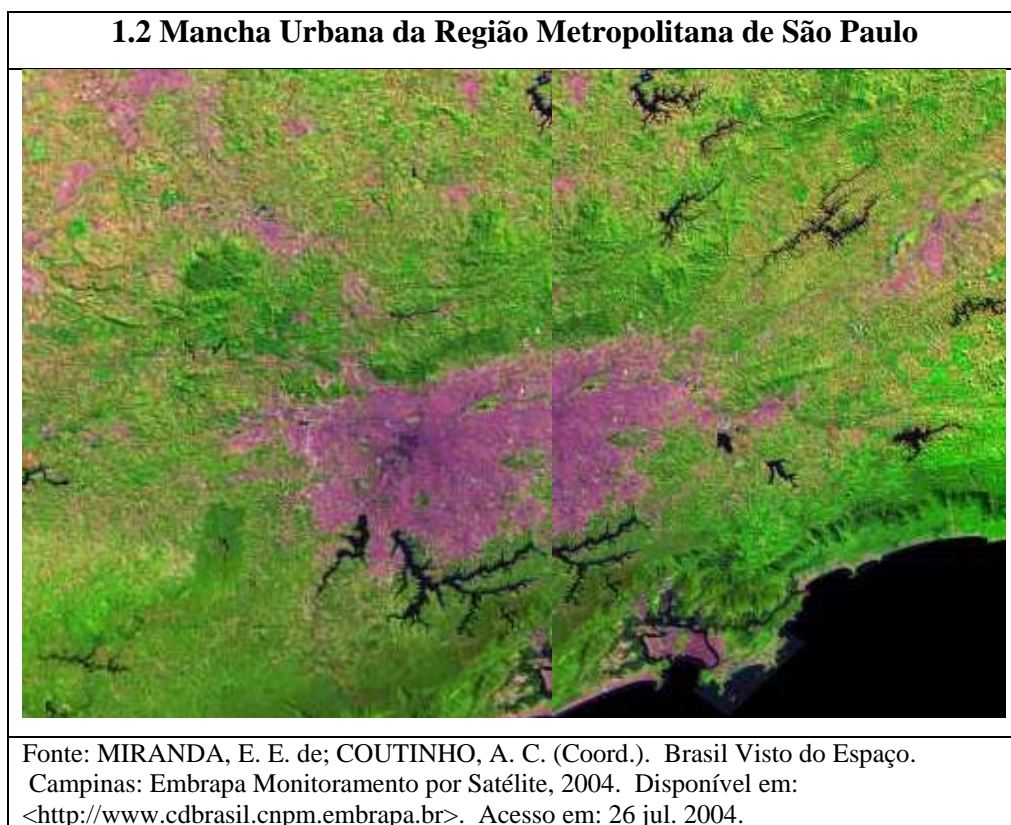 1.2 Mancha Urbana da Região Metropolitana de São Paulo
Fonte: MIRANDA, E. E. de; COUTINHO, A. C. (Coord.). Brasil Visto do Espaço.
Campinas: Embrapa Monitoramento por Satélite, 2004. Disponível em:
<http://www.cdbrasil.cnpm.embrapa.br>. Acesso em: 26 jul. 2004.